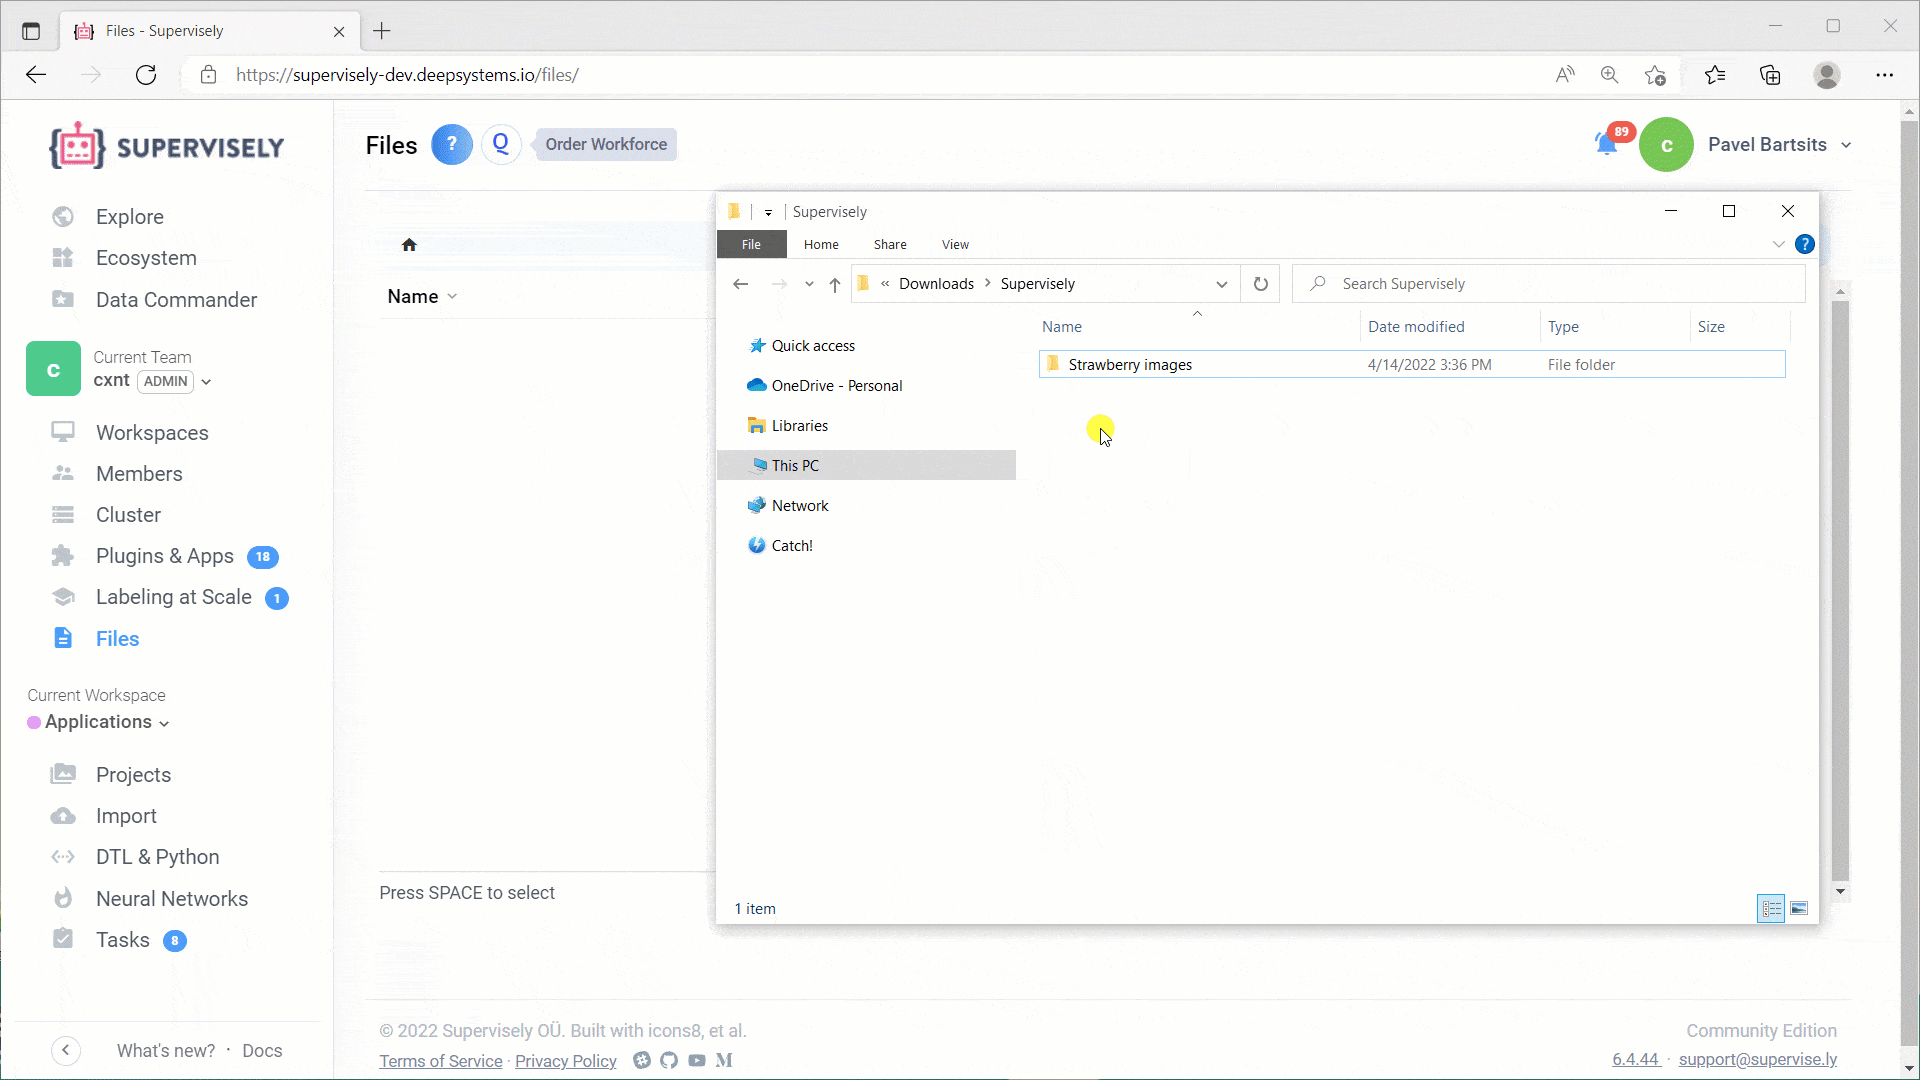 Files - Supervisely
https://supervisely-dev.deepsystems.io/files/
SUPERVISELY
Explore
Ecosystem
Data Commander
c
Current Team
cxnt ADMIN
Workspaces
Members
Cluster
Plugins & Apps 18
Labeling at Scale 1
Files
Current Workspace
Applications
Projects
Import
DTL & Python
Neural Networks
Tasks 8
What's new? · Docs
Files ? Q Order Workforce
89 c Pavel Bartsits
Name
Press SPACE to select
Supervisely
File Home Share View ?
« Downloads > Supervisely
Search Supervisely
Quick access
OneDrive - Personal
Libraries
This PC
Network
Catch!
Name Date modified Type Size
Strawberry images 4/14/2022 3:36 PM File folder
1 item
© 2022 Supervisely OÜ. Built with icons8, et al.
Terms of Service · Privacy Policy
Community Edition
6.4.44 · support@supervise.ly